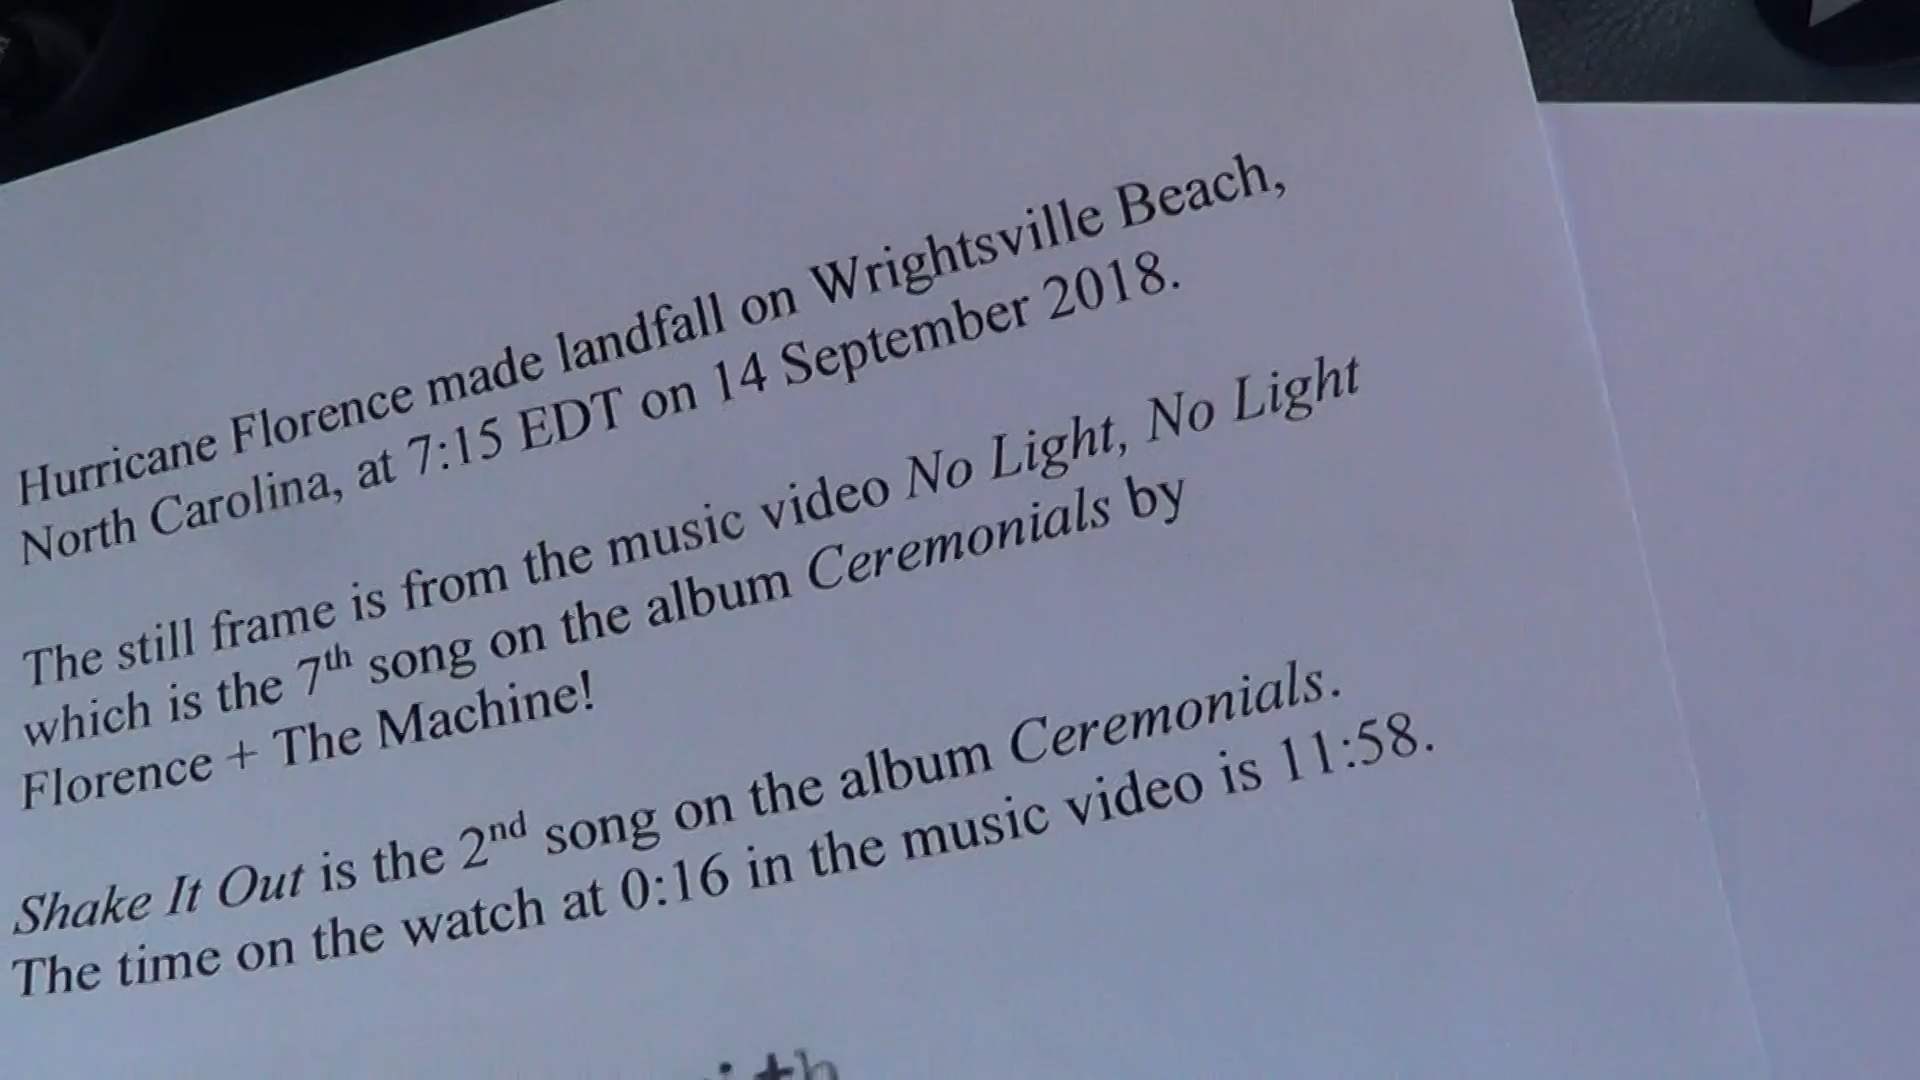 Hurricane Florence made landfall on Wrightsville Beach,
North Carolina, at 7:15 EDT on 14 September 2018.
The still frame is from the music video No Light, No Light
which is the 7th song on the album Ceremonials by
Florence + The Machine!
Shake It Out is the 2nd song on the album Ceremonials.
The time on the watch at 0:16 in the music video is 11:58.